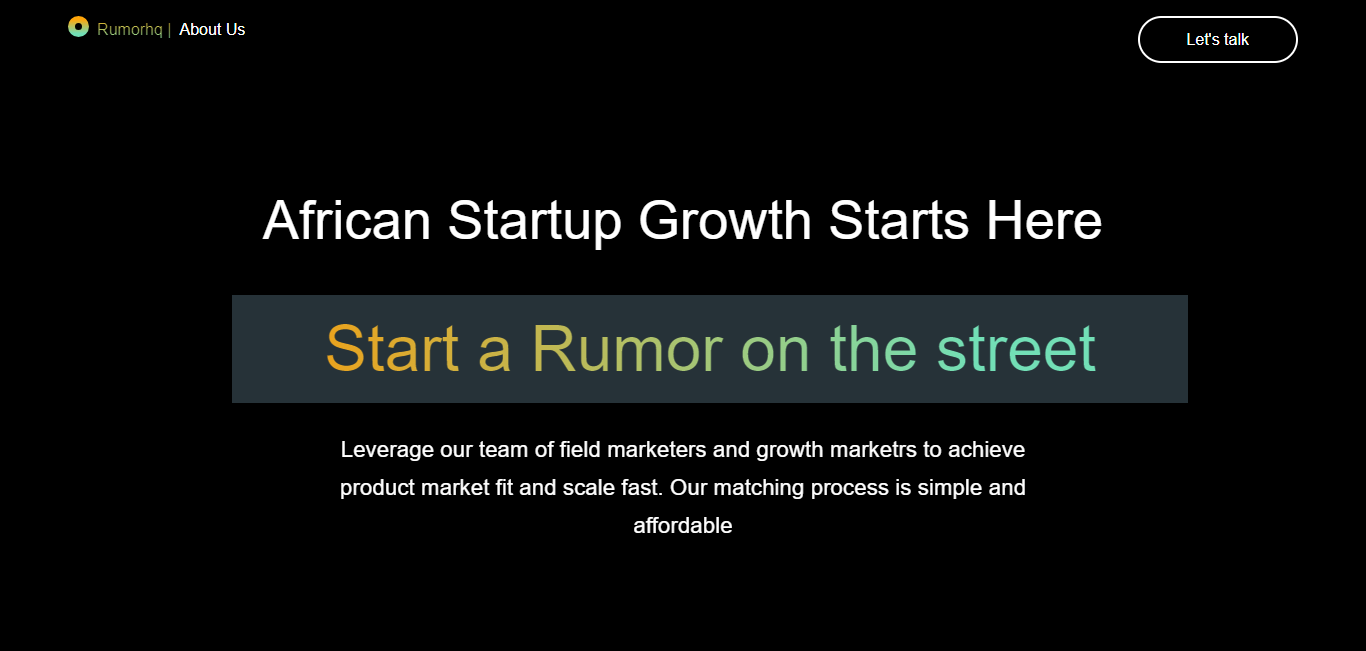 Rumorhq | About Us
Let's talk
African Startup Growth Starts Here
Start a Rumor on the street
Leverage our team of field marketers and growth marketrs to achieve
product market fit and scale fast. Our matching process is simple and
affordable